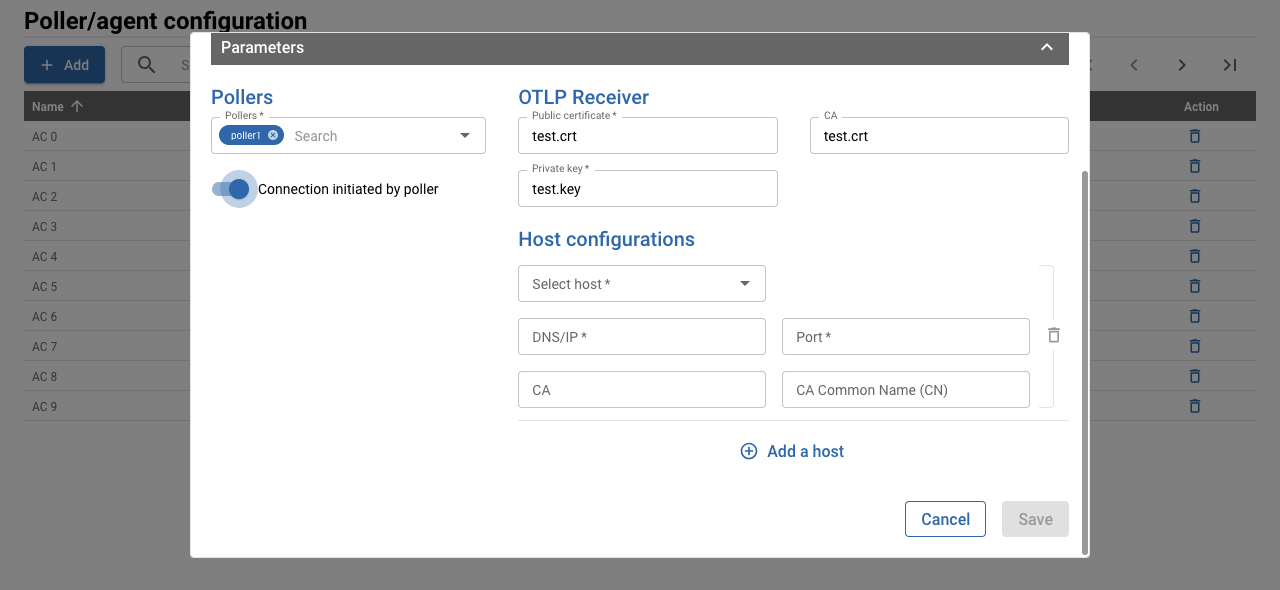 Poller/agent configuration
Add
S
Name
Action
AC 0
AC 1
AC 2
AC 3
AC 4
AC 5
AC 6
AC 7
AC 8
AC 9
Parameters
Pollers
Pollers *
poller1
Search
Connection initiated by poller
OTLP Receiver
Public certificate *
test.crt
CA
test.crt
Private key *
test.key
Host configurations
Select host *
DNS/IP *
Port *
CA
CA Common Name (CN)
Add a host
Cancel
Save